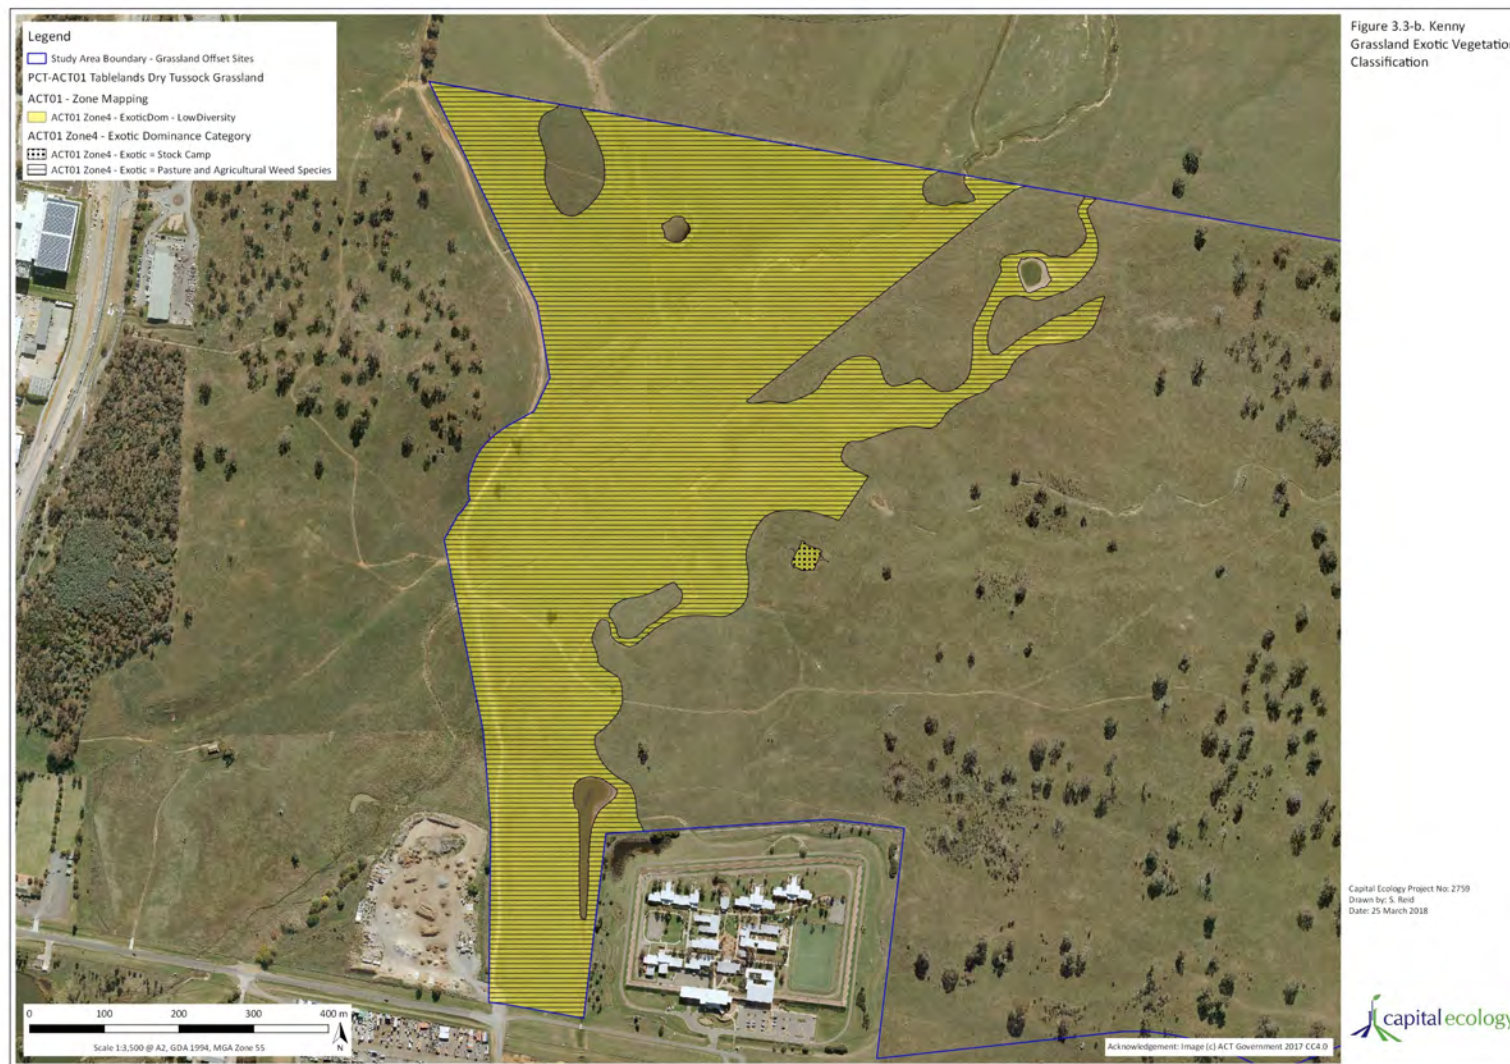 Legend
Study Area Boundary - Grassland Offset Sites
PCT-ACT01 Tablelands Dry Tussock Grassland
ACT01 - Zone Mapping
ACT01 Zone4 - ExoticDom - LowDiversity
ACT01 Zone4 - Exotic Dominance Category
ACT01 Zone4 - Exotic = Stock Camp
ACT01 Zone4 - Exotic = Pasture and Agricultural Weed Species
Figure 3.3-b. Kenny
Grassland Exotic Vegetation
Classification
Capital Ecology Project No: 2759
Drawn by: S. Reid
Date: 25 March 2018
capital ecology
0 100 200 300 400 m
Scale 1:3,500 @ A2, GDA 1994, MGA Zone 55
N
Acknowledgement: Image (c) ACT Government 2017 CC4.0